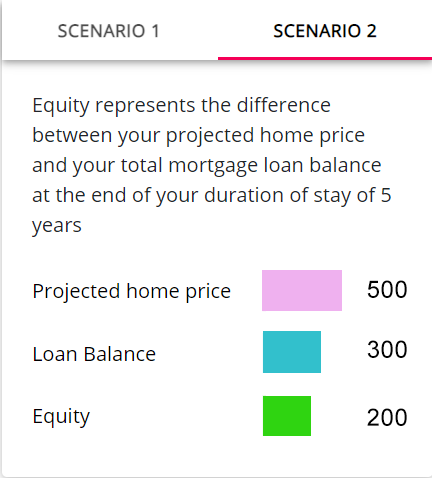 SCENARIO 1 SCENARIO 2
Equity represents the difference
between your projected home price
and your total mortgage loan balance
at the end of your duration of stay of 5
years
Projected home price 500
Loan Balance 300
Equity 200